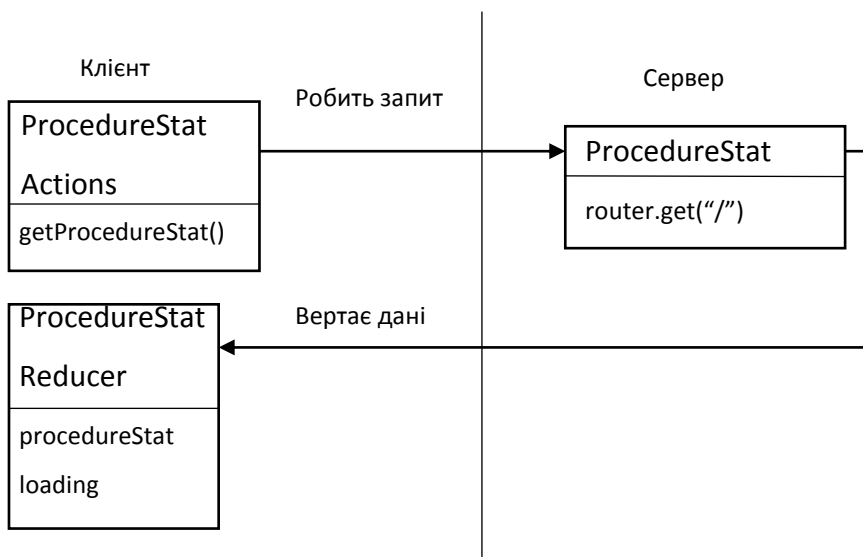 Клієнт
Сервер
Робить запит
ProcedureStat
Actions
getProcedureStat()
ProcedureStat
router.get(“/”)
ProcedureStat
Reducer
procedureStat
loading
Вертає дані